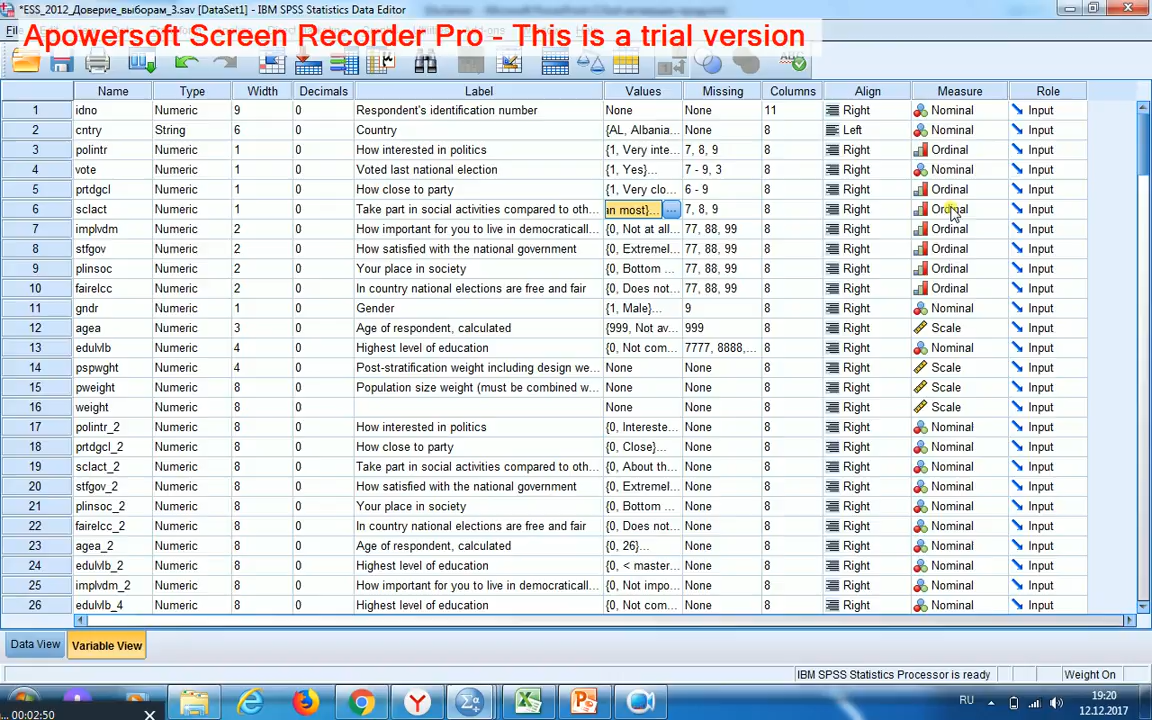 *ESS_2012_Доверие_выборам_3.sav [DataSet1] - IBM SPSS Statistics Data Editor
Apowersoft Screen Recorder Pro - This is a trial version
Name Type Width Decimals Label Values Missing Columns Align Measure Role
1 idno Numeric 9 0 Respondent's identification number None None 11 Right Nominal Input
2 cntry String 6 0 Country {AL, Albania... None 8 Left Nominal Input
3 polintr Numeric 1 0 How interested in politics {1, Very inte... 7, 8, 9 8 Right Ordinal Input
4 vote Numeric 1 0 Voted last national election {1, Yes}... 7 - 9, 3 8 Right Nominal Input
5 prtdgcl Numeric 1 0 How close to party {1, Very clo... 6 - 9 8 Right Ordinal Input
6 sclact Numeric 1 0 Take part in social activities compared to oth... an most}... ... 7, 8, 9 8 Right Ordinal Input
7 implvdm Numeric 2 0 How important for you to live in democraticall... {0, Not at all... 77, 88, 99 8 Right Ordinal Input
8 stfgov Numeric 2 0 How satisfied with the national government {0, Extremel... 77, 88, 99 8 Right Ordinal Input
9 plinsoc Numeric 2 0 Your place in society {0, Bottom ... 77, 88, 99 8 Right Ordinal Input
10 fairelcc Numeric 2 0 In country national elections are free and fair {0, Does not... 77, 88, 99 8 Right Ordinal Input
11 gndr Numeric 1 0 Gender {1, Male}... 9 8 Right Nominal Input
12 agea Numeric 3 0 Age of respondent, calculated {999, Not av... 999 8 Right Scale Input
13 edulvlb Numeric 4 0 Highest level of education {0, Not com... 7777, 8888,... 8 Right Nominal Input
14 pspwght Numeric 4 0 Post-stratification weight including design we... None None 8 Right Scale Input
15 pweight Numeric 8 0 Population size weight (must be combined w... None None 8 Right Scale Input
16 weight Numeric 8 0 None None 8 Right Scale Input
17 polintr_2 Numeric 8 0 How interested in politics {0, Intereste... None 8 Right Nominal Input
18 prtdgcl_2 Numeric 8 0 How close to party {0, Close}... None 8 Right Nominal Input
19 sclact_2 Numeric 8 0 Take part in social activities compared to oth... {0, About th... None 8 Right Nominal Input
20 stfgov_2 Numeric 8 0 How satisfied with the national government {0, Extremel... None 8 Right Nominal Input
21 plinsoc_2 Numeric 8 0 Your place in society {0, Bottom ... None 8 Right Nominal Input
22 fairelcc_2 Numeric 8 0 In country national elections are free and fair {0, Does not... None 8 Right Nominal Input
23 agea_2 Numeric 8 0 Age of respondent, calculated {0, 26}... None 8 Right Nominal Input
24 edulvlb_2 Numeric 8 0 Highest level of education {0, < master... None 8 Right Nominal Input
25 implvdm_2 Numeric 8 0 How important for you to live in democraticall... {0, Not impo... None 8 Right Nominal Input
26 edulvlb_4 Numeric 8 0 Highest level of education {0, Not com... None 8 Right Nominal Input
Data View Variable View
IBM SPSS Statistics Processor is ready Weight On
RU 19:20
12.12.2017
... 00:02:50